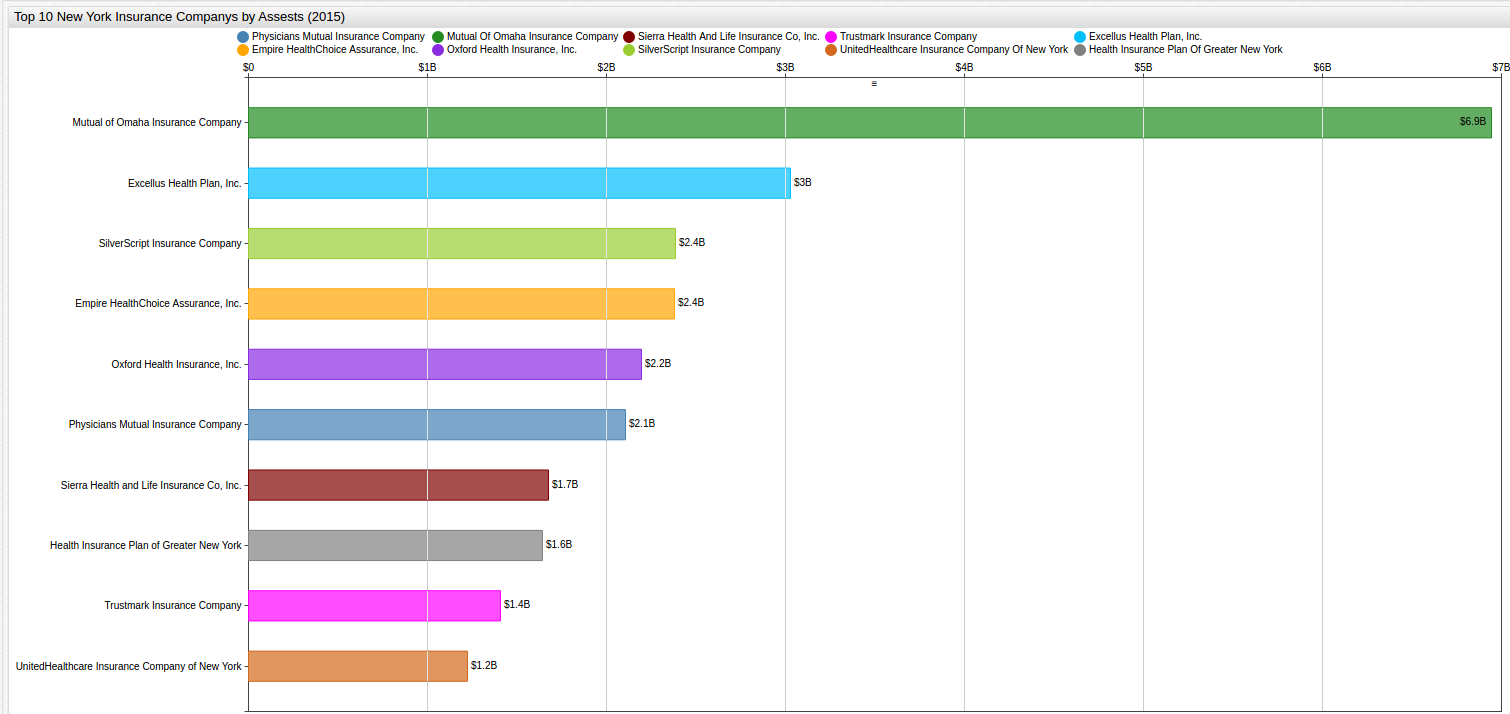 Top 10 New York Insurance Companys by Assests (2015)
Physicians Mutual Insurance Company Mutual Of Omaha Insurance Company Sierra Health And Life Insurance Co, Inc. Trustmark Insurance Company Excellus Health Plan, Inc.
Empire HealthChoice Assurance, Inc. Oxford Health Insurance, Inc. SilverScript Insurance Company UnitedHealthcare Insurance Company Of New York Health Insurance Plan Of Greater New York
$0 $1B $2B $3B $4B $5B $6B $7B
Mutual of Omaha Insurance Company $6.9B
Excellus Health Plan, Inc. $3B
SilverScript Insurance Company $2.4B
Empire HealthChoice Assurance, Inc. $2.4B
Oxford Health Insurance, Inc. $2.2B
Physicians Mutual Insurance Company $2.1B
Sierra Health and Life Insurance Co, Inc. $1.7B
Health Insurance Plan of Greater New York $1.6B
Trustmark Insurance Company $1.4B
UnitedHealthcare Insurance Company of New York $1.2B